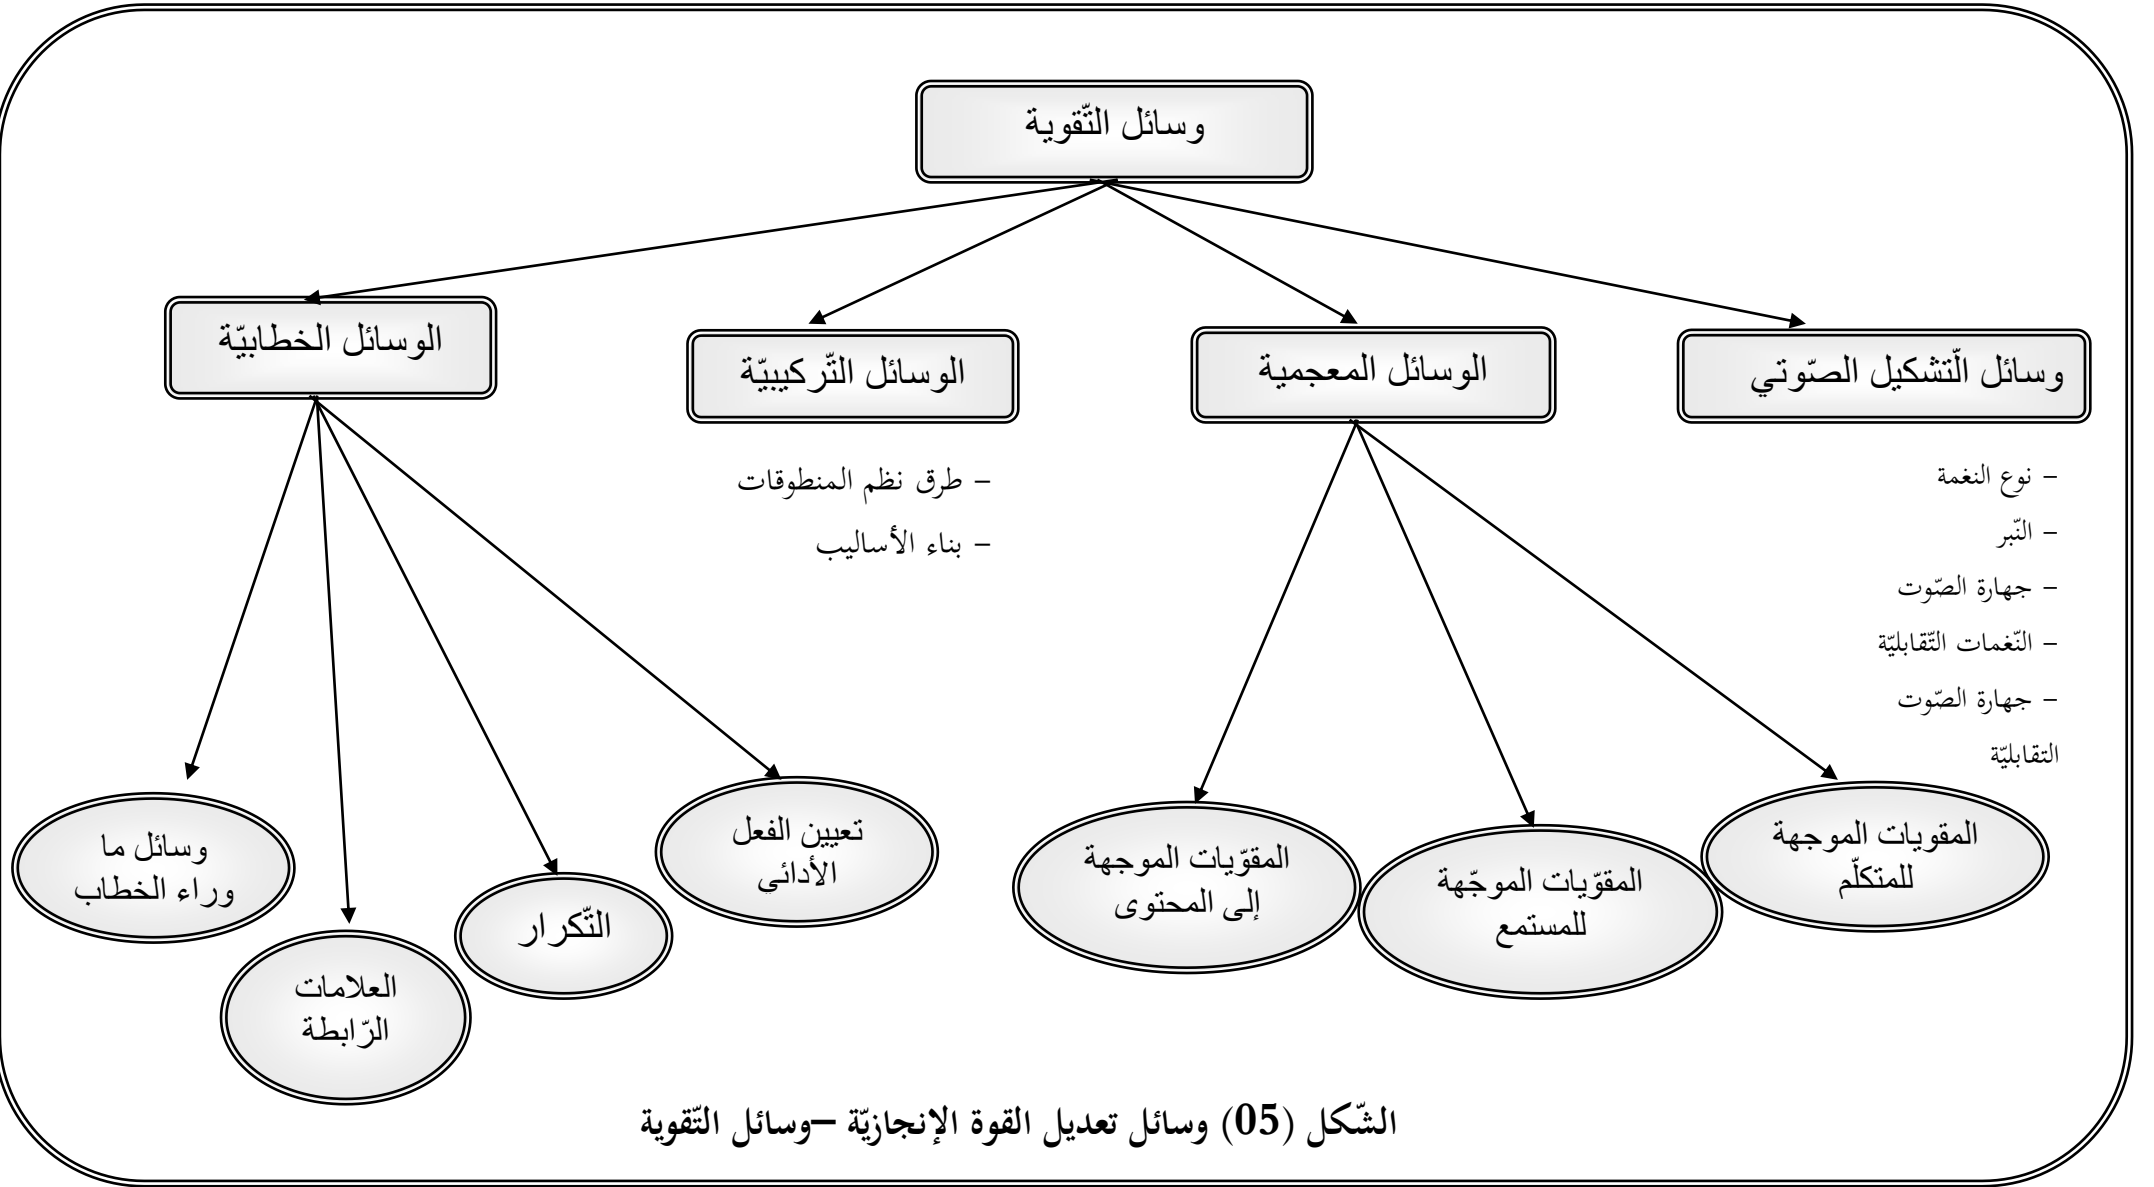 وسائل التّقوية
وسائل التّشكيل الصّوتي
الوسائل المعجمية
الوسائل التّركيبيّة
الوسائل الخطابيّة
– نوع النغمة
– النّبر
– جهارة الصّوت
– النّغمات التّقابليّة
– جهارة الصّوت
التقابليّة
– طرق نظم المنطوقات
– بناء الأساليب
المقويات الموجهة
للمتكلّم
المقوّيات الموجّهة
للمستمع
المقوّيات الموجهة
إلى المحتوى
تعيين الفعل
الأدائي
التّكرار
العلامات
الرّابطة
وسائل ما
وراء الخطاب
الشّكل (05) وسائل تعديل القوة الإنجازيّة –وسائل التّقوية